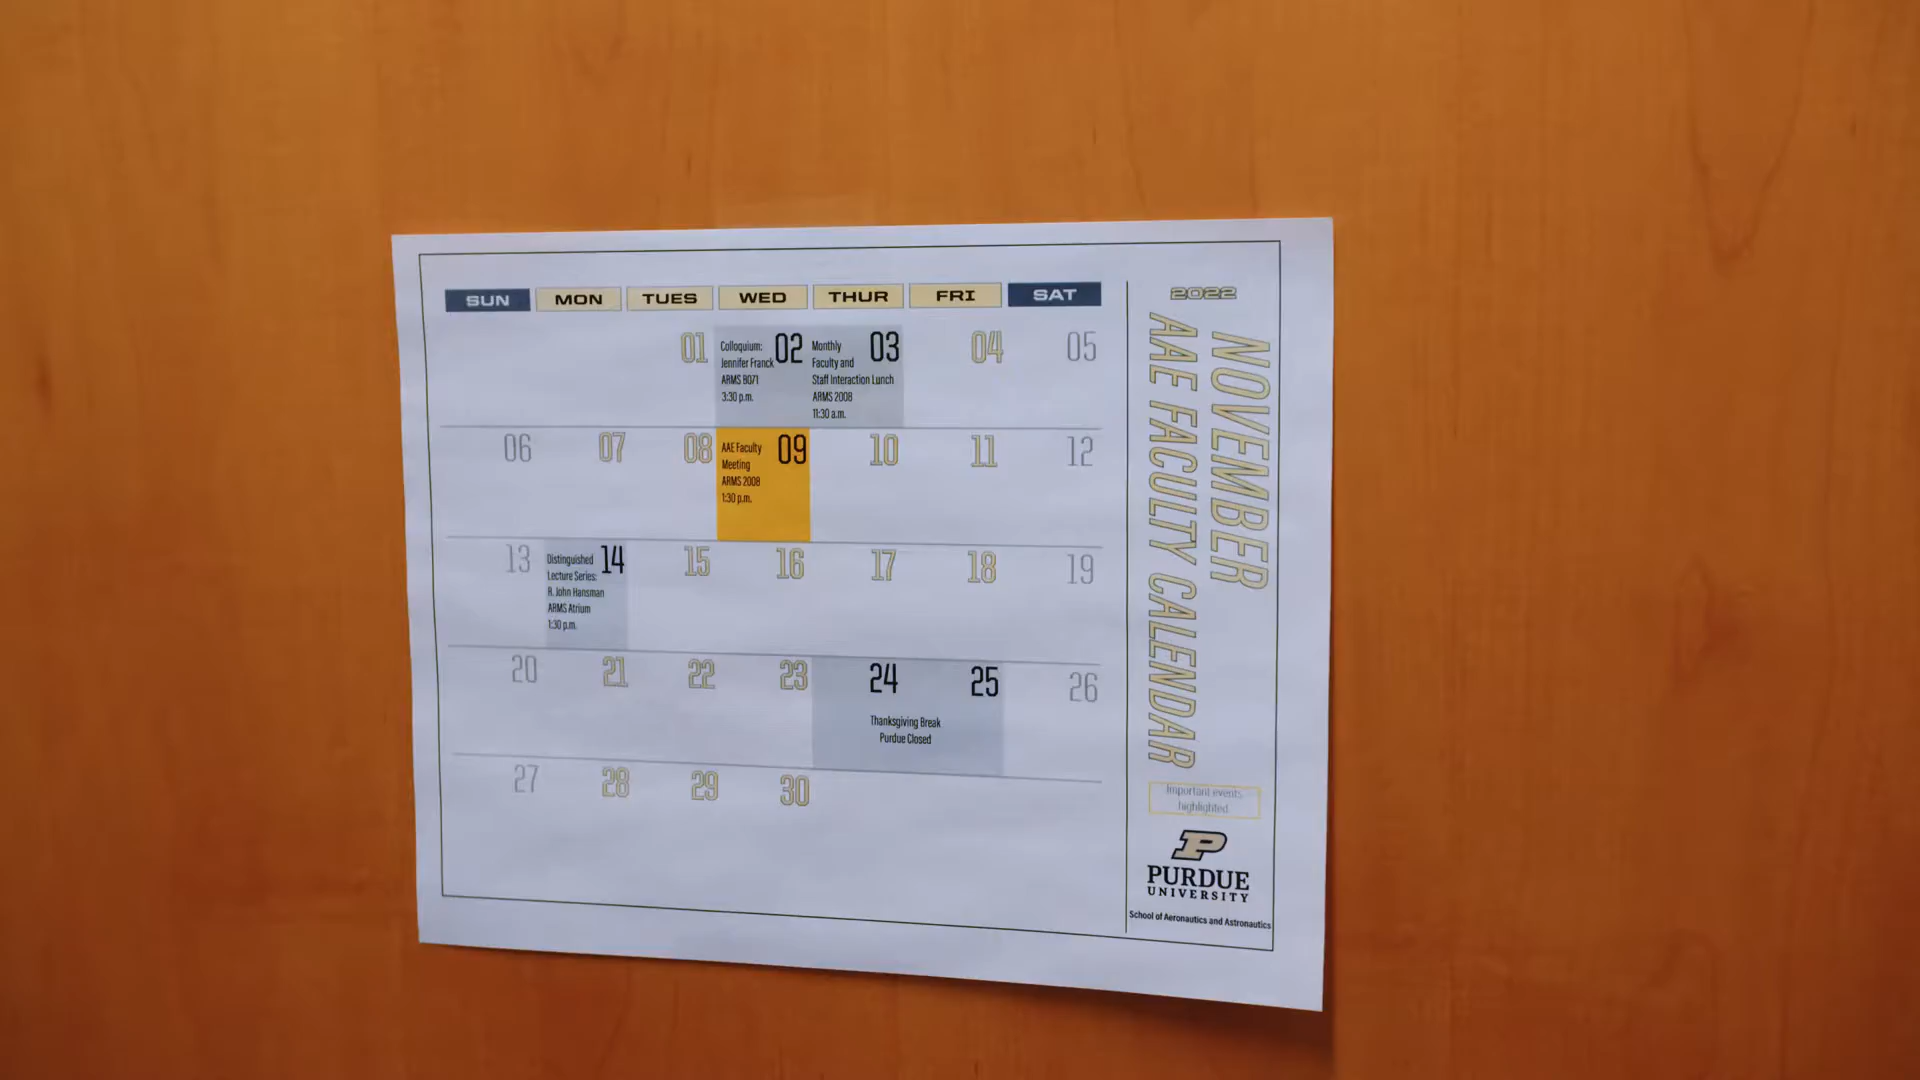 SUN MON TUES WED THUR FRI SAT
01
Colloquium:
Jennifer Franck
ARMS B071
3:30 p.m.
02
Monthly
Faculty and
Staff Interaction Lunch
ARMS 2008
11:30 a.m.
03
04
05
06
07
08
AAE Faculty
Meeting
ARMS 2008
1:30 p.m.
09
10
11
12
13
Distinguished
Lecture Series:
R. John Hansman
ARMS Atrium
1:30 p.m.
14
15
16
17
18
19
20
21
22
23
24
25
Thanksgiving Break
Purdue Closed
26
27
28
29
30
2022
NOVEMBER
AAE FACULTY CALENDAR
Important events
highlighted
P
PURDUE
UNIVERSITY
School of Aeronautics and Astronautics